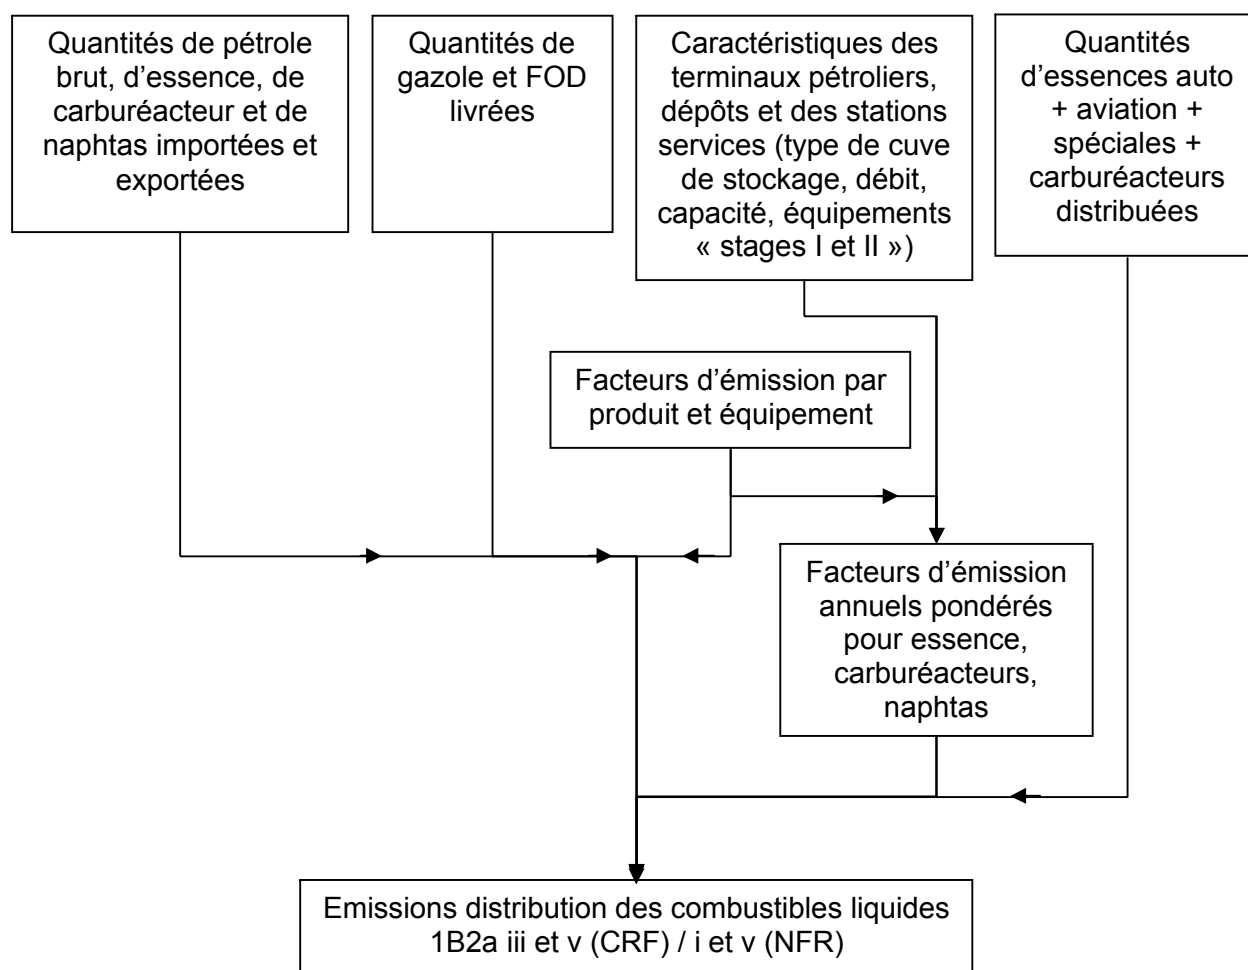 Quantités de pétrole
brut, d’essence, de
carburéacteur et de
naphtas importées et
exportées
Quantités de
gazole et FOD
livrées
Caractéristiques des
terminaux pétroliers,
dépôts et des stations
services (type de cuve
de stockage, débit,
capacité, équipements
« stages I et II »)
Quantités
d’essences auto
+ aviation +
spéciales +
carburéacteurs
distribuées
Facteurs d’émission par
produit et équipement
Facteurs d’émission
annuels pondérés
pour essence,
carburéacteurs,
naphtas
Emissions distribution des combustibles liquides
1B2a iii et v (CRF) / i et v (NFR)